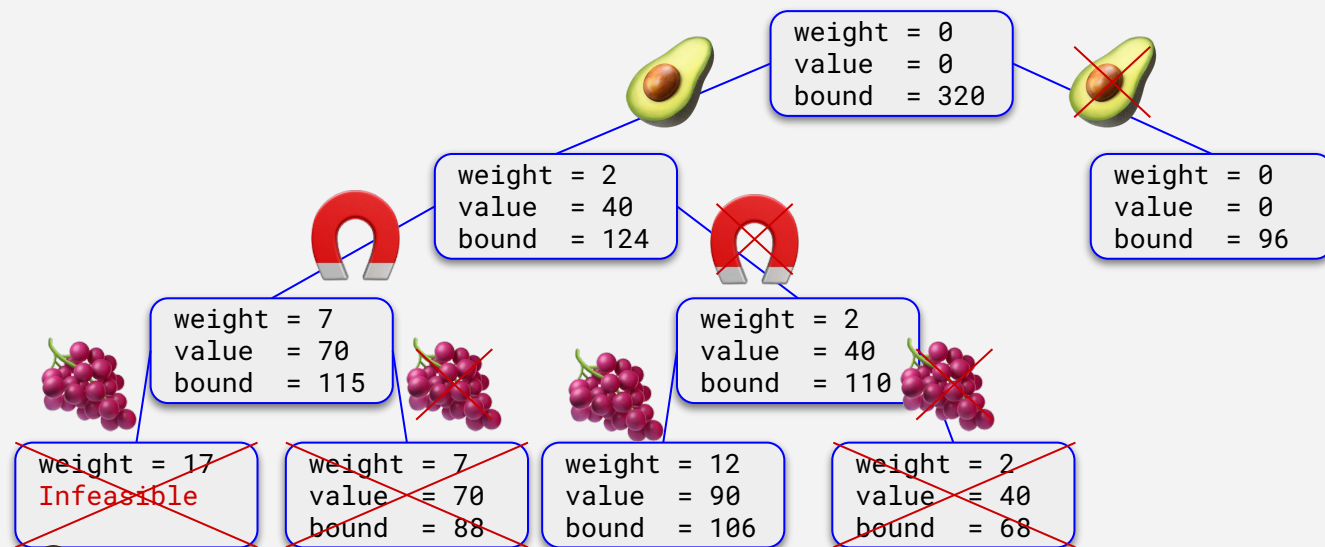 weight = 0
value  = 0
bound  = 320
weight = 2
value  = 40
bound  = 124
weight = 0
value  = 0
bound  = 96
weight = 7
value  = 70
bound  = 115
weight = 2
value  = 40
bound  = 110
weight = 17
Infeasible
weight = 7
value  = 70
bound  = 88
weight = 12
value  = 90
bound  = 106
weight = 2
value  = 40
bound  = 68